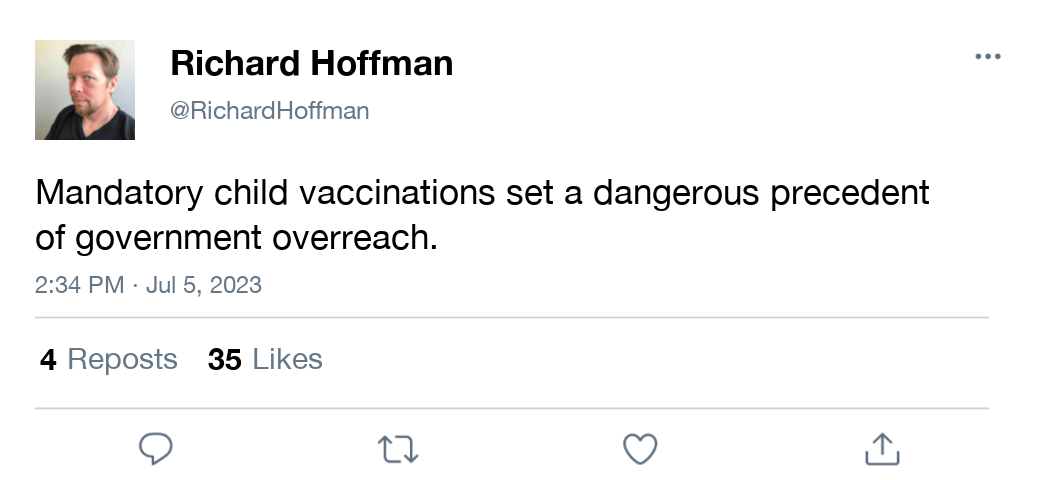 Richard Hoffman
@RichardHoffman
Mandatory child vaccinations set a dangerous precedent
of government overreach.
2:34 PM · Jul 5, 2023
4 Reposts 35 Likes